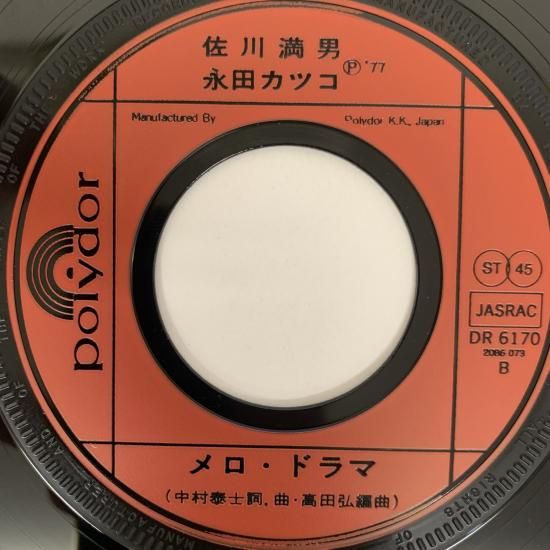 佐川満男
永田カツコ Ⓟ'77
Manufactured By Polydor K.K., Japan
polydor
ST 45
JASRAC
DR 6170
2086 073
B
メロ・ドラマ
(中村泰士詞,曲・高田弘編曲)